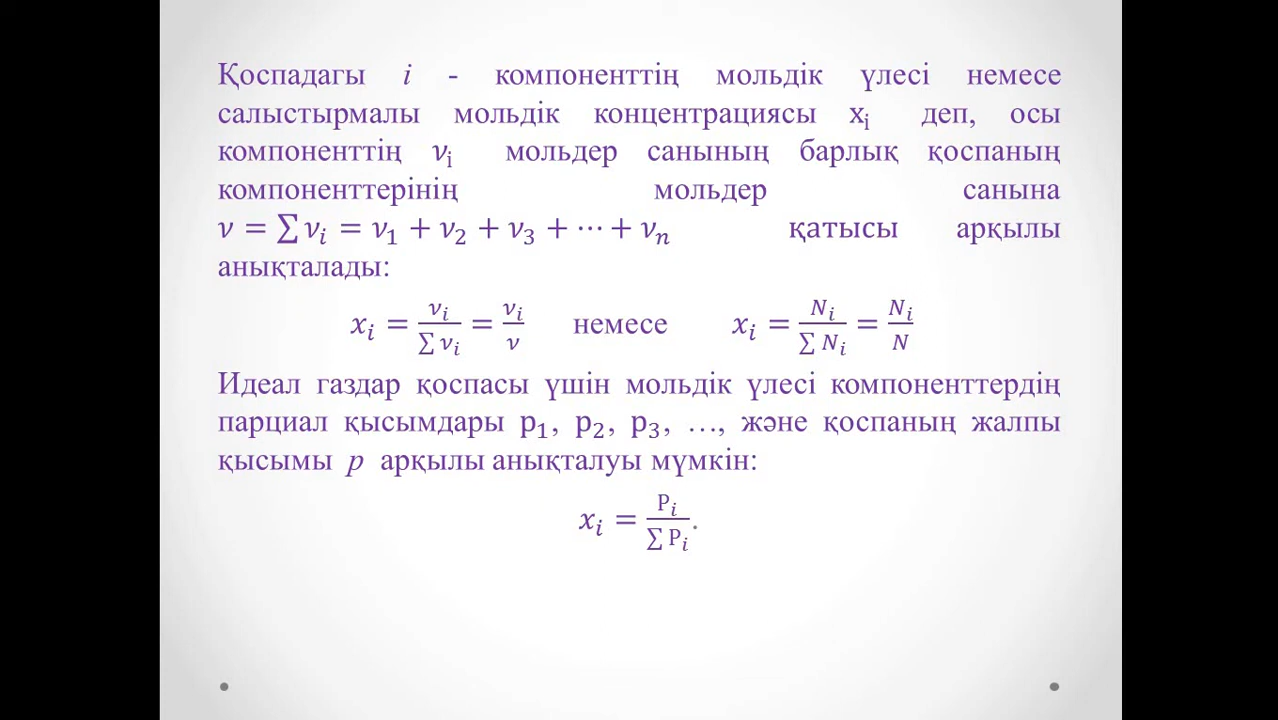 Қоспадагы i - компоненттің мольдік үлесі немесе
салыстырмалы мольдік концентрациясы xᵢ деп, осы
компоненттің 𝜈ᵢ мольдер санының барлық қоспаның
компоненттерінің мольдер санына
𝜈 = ∑ 𝜈ᵢ = 𝜈₁ + 𝜈₂ + 𝜈₃ + ⋯ + 𝜈ₙ қатысы арқылы
анықталады:
𝑥ᵢ = 𝜈ᵢ / ∑ 𝜈ᵢ = 𝜈ᵢ / 𝜈 немесе 𝑥ᵢ = 𝑁ᵢ / ∑ 𝑁ᵢ = 𝑁ᵢ / 𝑁
Идеал газдар қоспасы үшін мольдік үлесі компоненттердің
парциал қысымдары p₁, p₂, p₃, …, және қоспаның жалпы
қысымы p арқылы анықталуы мүмкін:
𝑥ᵢ = Pᵢ / ∑ Pᵢ.